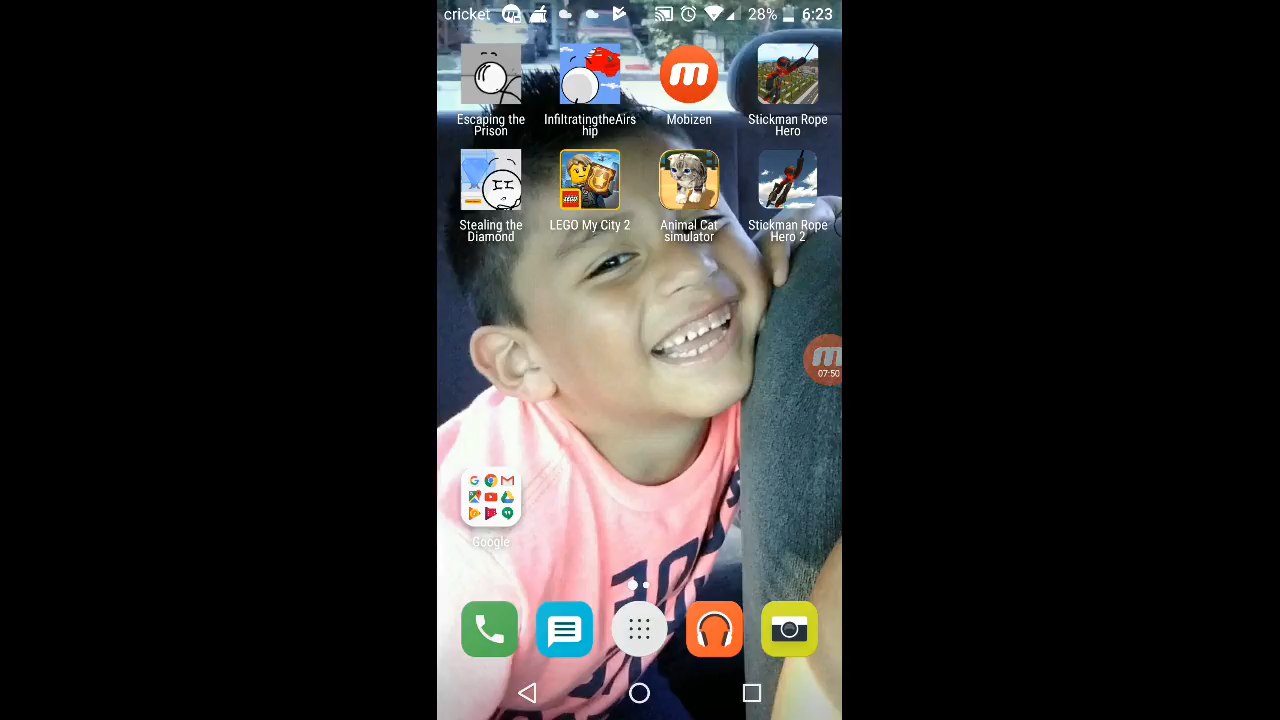 cricket 28% 6:23
Escaping the
Prison
InfiltratingtheAirs
hip
Mobizen
Stickman Rope
Hero
LEGO
Stealing the
Diamond
LEGO My City 2
Animal Cat
simulator
Stickman Rope
Hero 2
07:50
Google